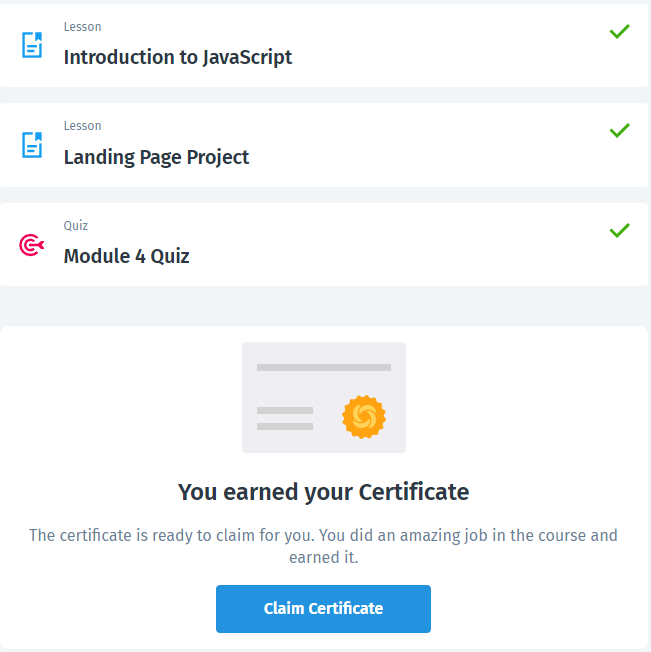 Lesson
Introduction to JavaScript
Lesson
Landing Page Project
Quiz
Module 4 Quiz
You earned your Certificate
The certificate is ready to claim for you. You did an amazing job in the course and
earned it.
Claim Certificate